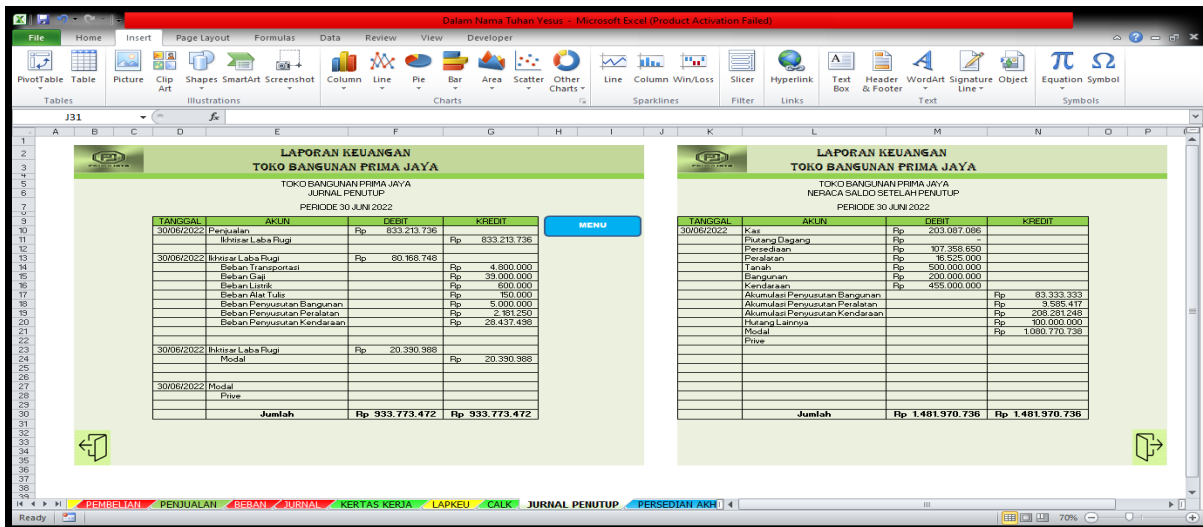 Dalam Nama Tuhan Yesus - Microsoft Excel (Product Activation Failed)
File Home Insert Page Layout Formulas Data Review View Developer
PivotTable Table Picture Clip Art Shapes SmartArt Screenshot Column Line Pie Bar Area Scatter Other Charts Line Column Win/Loss Slicer Hyperlink Text Box Header & Footer WordArt Signature Line Object Equation Symbol
Tables Illustrations Charts Sparklines Filter Links Text Symbols
J31 fx
A B C D E F G H I J K L M N O P
LAPORAN KEUANGAN
TOKO BANGUNAN PRIMA JAYA
TOKO BANGUNAN PRIMA JAYA
JURNAL PENUTUP
PERIODE 30 JUNI 2022
TANGGAL AKUN DEBIT KREDIT
30/06/2022 Penjualan Rp 833.213.736
Ikhtisar Laba Rugi Rp 833.213.736
30/06/2022 Ikhtisar Laba Rugi Rp 80.168.748
Beban Transportasi Rp 4.800.000
Beban Gaji Rp 39.000.000
Beban Listrik Rp 600.000
Beban Alat Tulis Rp 150.000
Beban Penyusutan Bangunan Rp 5.000.000
Beban Penyusutan Peralatan Rp 2.181.250
Beban Penyusutan Kendaraan Rp 28.437.498
30/06/2022 Ihktisar Laba Rugi Rp 20.390.988
Modal Rp 20.390.988
30/06/2022 Modal
Prive
Jumlah Rp 933.773.472 Rp 933.773.472
MENU
LAPORAN KEUANGAN
TOKO BANGUNAN PRIMA JAYA
TOKO BANGUNAN PRIMA JAYA
NERACA SALDO SETELAH PENUTUP
PERIODE 30 JUNI 2022
TANGGAL AKUN DEBIT KREDIT
30/06/2022 Kas Rp 203.087.086
Piutang Dagang Rp -
Persediaan Rp 107.358.650
Peralatan Rp 16.525.000
Tanah Rp 500.000.000
Bangunan Rp 200.000.000
Kendaraan Rp 455.000.000
Akumulasi Penyusutan Bangunan Rp 83.333.333
Akumulasi Penyusutan Peralatan Rp 9.585.417
Akumulasi Penyusutan Kendaraan Rp 208.281.248
Hutang Lainnya Rp 100.000.000
Modal Rp 1.080.770.738
Prive
Jumlah Rp 1.481.970.736 Rp 1.481.970.736
PEMBELIAN PENJUALAN BEBAN JURNAL KERTAS KERJA LAPKEU CALK JURNAL PENUTUP PERSEDIAN AKH
Ready 70%